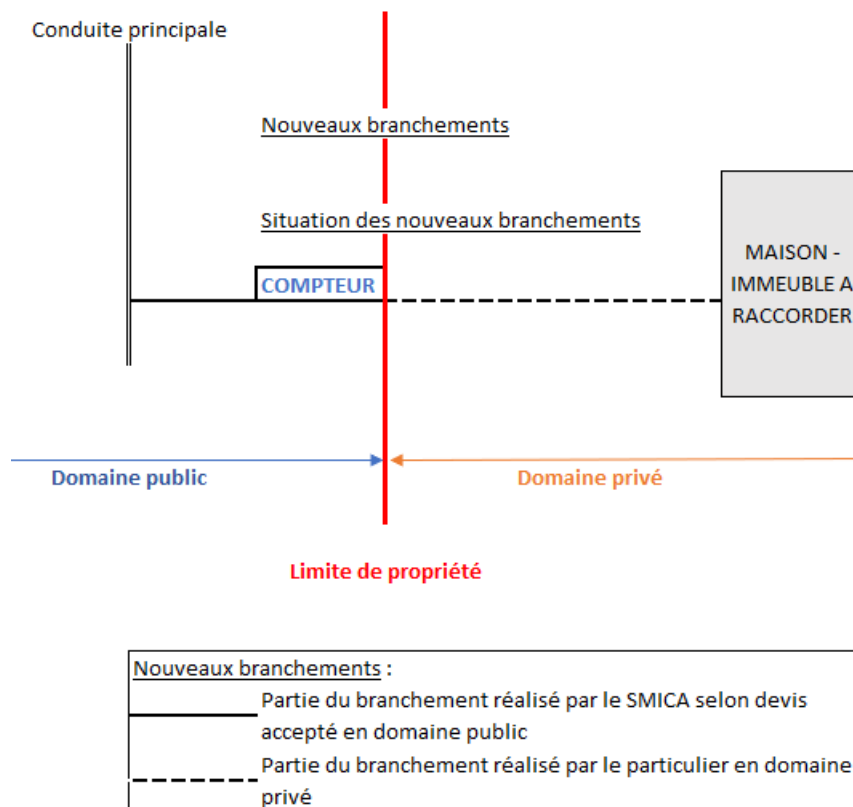 Conduite principale
Nouveaux branchements
Situation des nouveaux branchements
COMPTEUR
MAISON -
IMMEUBLE A
RACCORDER
Domaine public
Domaine privé
Limite de propriété
Nouveaux branchements :
Partie du branchement réalisé par le SMICA selon devis
accepté en domaine public
Partie du branchement réalisé par le particulier en domaine
privé